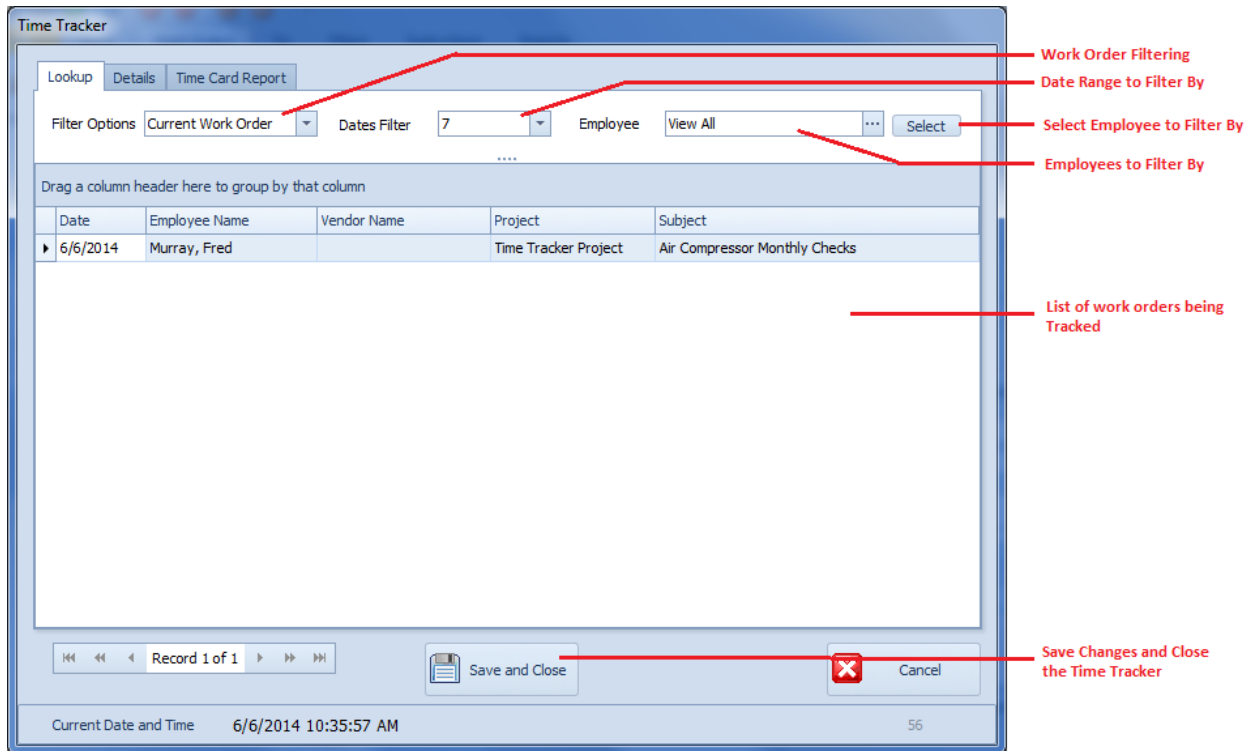 Time Tracker
Lookup Details Time Card Report
Filter Options Current Work Order Dates Filter 7 Employee View All ... Select
....
Drag a column header here to group by that column
Date Employee Name Vendor Name Project Subject
6/6/2014 Murray, Fred Time Tracker Project Air Compressor Monthly Checks
Record 1 of 1
Save and Close
Cancel
Current Date and Time 6/6/2014 10:35:57 AM 56
Work Order Filtering
Date Range to Filter By
Select Employee to Filter By
Employees to Filter By
List of work orders being
Tracked
Save Changes and Close
the Time Tracker